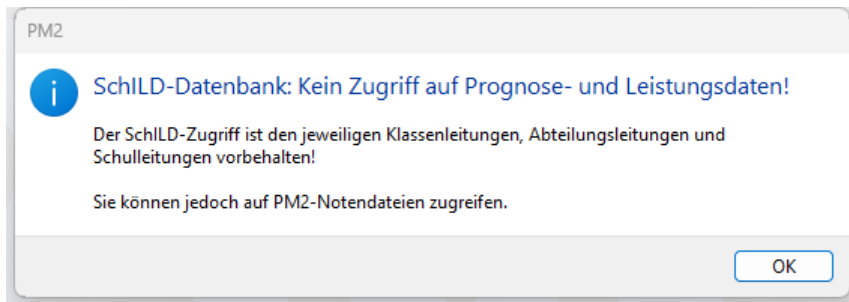 PM2
SchILD-Datenbank: Kein Zugriff auf Prognose- und Leistungsdaten!
Der SchILD-Zugriff ist den jeweiligen Klassenleitungen, Abteilungsleitungen und
Schulleitungen vorbehalten!
Sie können jedoch auf PM2-Notendateien zugreifen.
OK